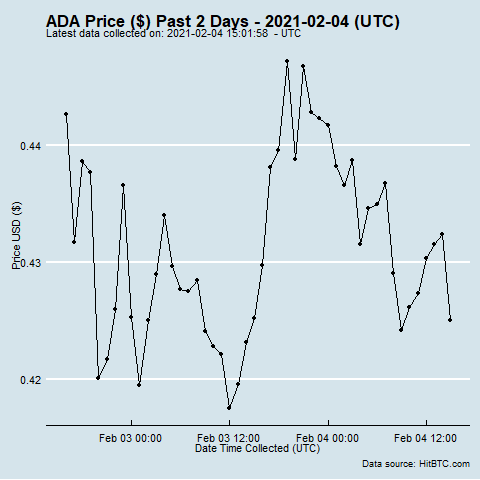 ADA Price ($) Past 2 Days - 2021-02-04 (UTC)
Latest data collected on: 2021-02-04 15:01:58 - UTC
Price USD ($)
0.44
0.43
0.42
Feb 03 00:00 Feb 03 12:00 Feb 04 00:00 Feb 04 12:00
Date Time Collected (UTC)
Data source: HitBTC.com